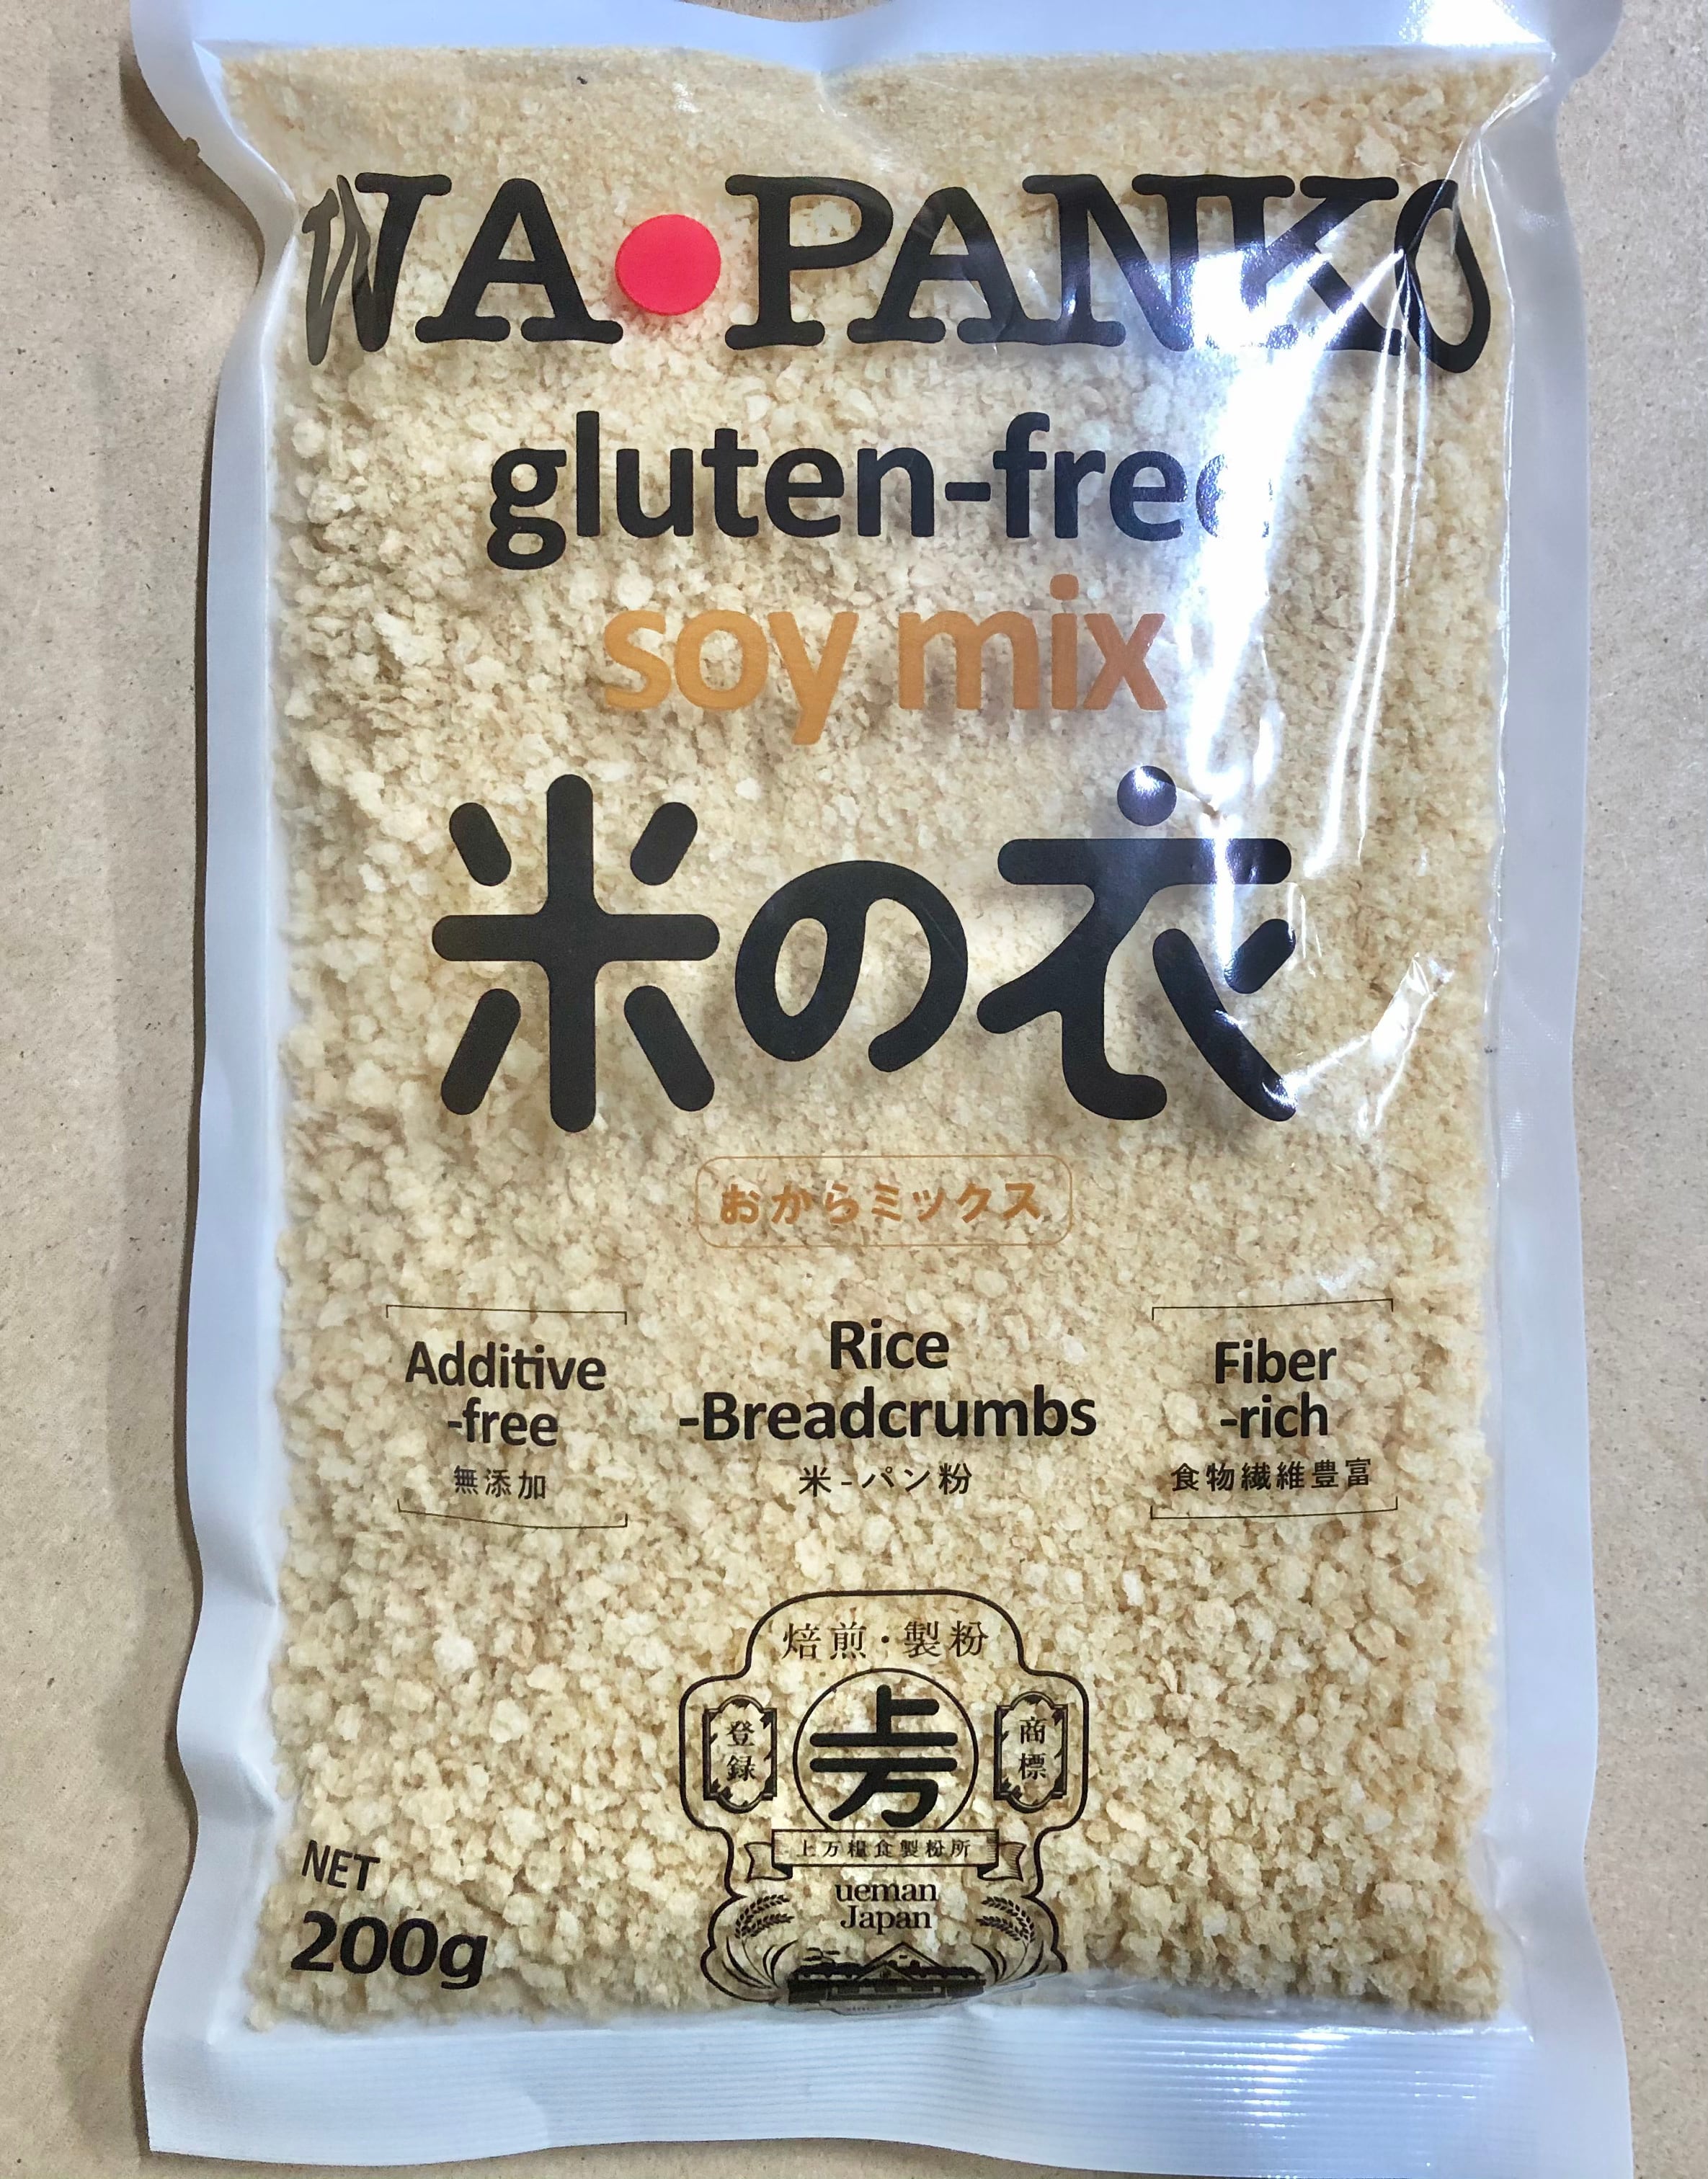 WA●PANKO
gluten-free
soy mix
米の衣
おからミックス
Additive
-free
無添加
Rice
-Breadcrumbs
米-パン粉
Fiber
-rich
食物繊維豊富
焙煎・製粉
登録
上万
商標
上万糧食製粉所
ueman
Japan
NET
200g